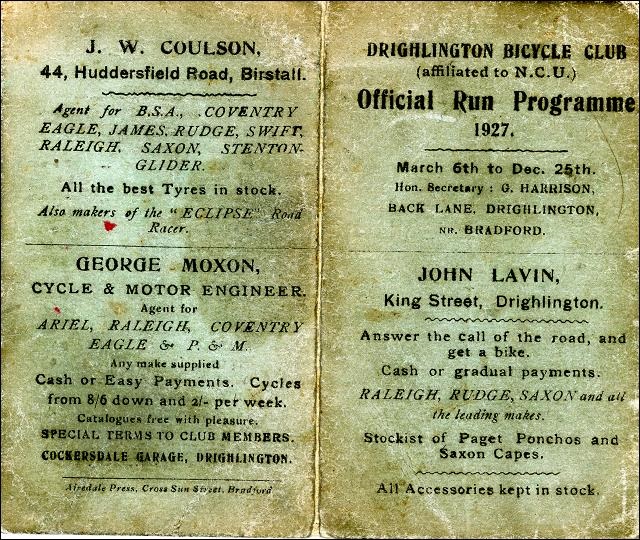 J. W. COULSON,
44, Huddersfield Road, Birstall.
Agent for B.S.A., COVENTRY
EAGLE, JAMES, RUDGE, SWIFT,
RALEIGH, SAXON, STENTON-
GLIDER.
All the best Tyres in stock.
Also makers of the "ECLIPSE" Road
Racer.
GEORGE MOXON,
CYCLE & MOTOR ENGINEER.
Agent for
ARIEL, RALEIGH, COVENTRY
EAGLE & P. & M.
Any make supplied
Cash or Easy Payments. Cycles
from 8/6 down and 2/- per week.
Catalogues free with pleasure.
SPECIAL TERMS TO CLUB MEMBERS.
COCKERSDALE GARAGE, DRIGHLINGTON.
Airedale Press, Cross Sun Street, Bradford
DRIGHLINGTON BICYCLE CLUB
(affiliated to N.C.U.)
Official Run Programme
1927.
March 6th to Dec. 25th.
Hon. Secretary : G. HARRISON,
BACK LANE, DRIGHLINGTON,
NR. BRADFORD.
JOHN LAVIN,
King Street, Drighlington.
Answer the call of the road, and
get a bike.
Cash or gradual payments.
RALEIGH, RUDGE, SAXON and all
the leading makes.
Stockist of Paget Ponchos and
Saxon Capes.
All Accessories kept in stock.